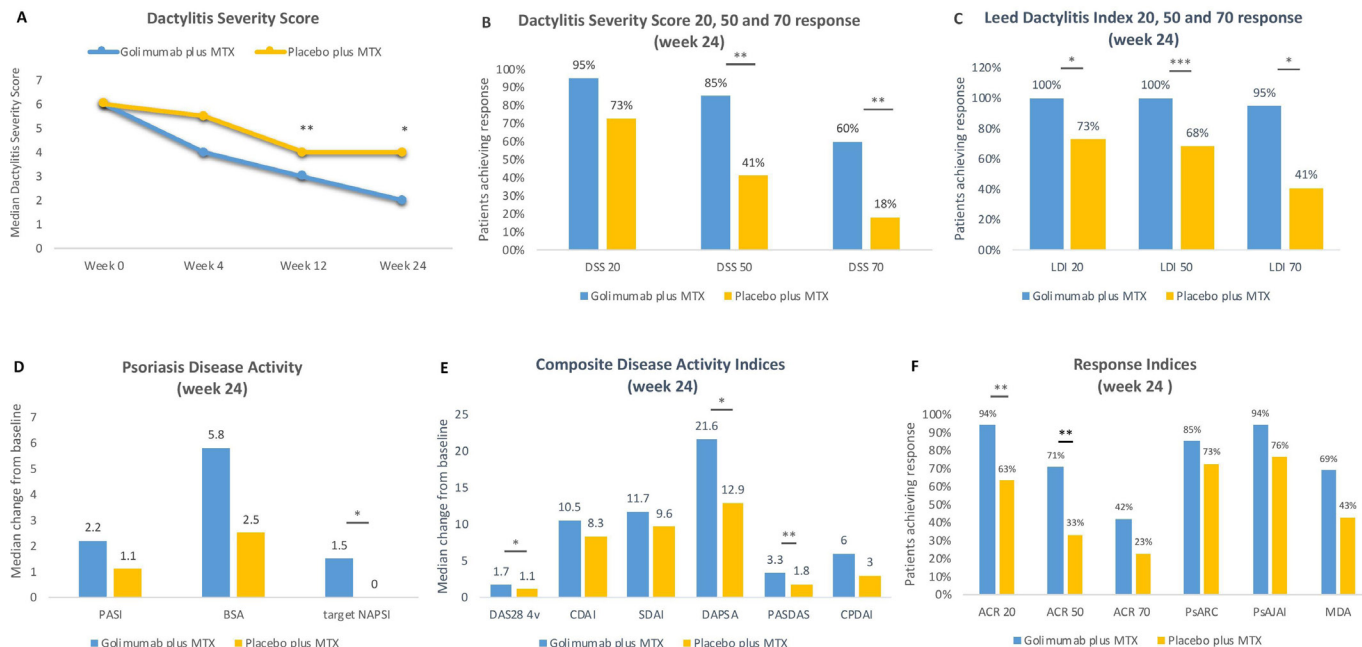 A
Dactylitis Severity Score
Golimumab plus MTX
Placebo plus MTX
Median Dactylitis Severity Score
7
6
5
4
3
2
1
0
**
*
Week 0
Week 4
Week 12
Week 24
B
Dactylitis Severity Score 20, 50 and 70 response
(week 24)
Patients achieving response
100%
90%
80%
70%
60%
50%
40%
30%
20%
10%
00%
95%
73%
**
85%
41%
**
60%
18%
DSS 20
DSS 50
DSS 70
Golimumab plus MTX
Placebo plus MTX
C
Leed Dactylitis Index 20, 50 and 70 response
(week 24)
Patients achieving response
120%
100%
80%
60%
40%
20%
00%
*
100%
73%
***
100%
68%
*
95%
41%
LDI 20
LDI 50
LDI 70
Golimumab plus MTX
Placebo plus MTX
D
Psoriasis Disease Activity
(week 24)
Median change from baseline
7
6
5
4
3
2
1
0
2.2
1.1
5.8
2.5
*
1.5
0
PASI
BSA
target NAPSI
Golimumab plus MTX
Placebo plus MTX
E
Composite Disease Activity Indices
(week 24)
Median change from baseline
25
20
15
10
5
0
*
1.7
1.1
10.5
8.3
11.7
9.6
*
21.6
12.9
**
3.3
1.8
6
3
DAS28 4v
CDAI
SDAI
DAPSA
PASDAS
CPDAI
Golimumab plus MTX
Placebo plus MTX
F
Response Indices
(week 24 )
Patients achieving response
100%
90%
80%
70%
60%
50%
40%
30%
20%
10%
00%
**
94%
63%
**
71%
33%
42%
23%
85%
73%
94%
76%
69%
43%
ACR 20
ACR 50
ACR 70
PsARC
PsAJAI
MDA
Golimumab plus MTX
Placebo plus MTX